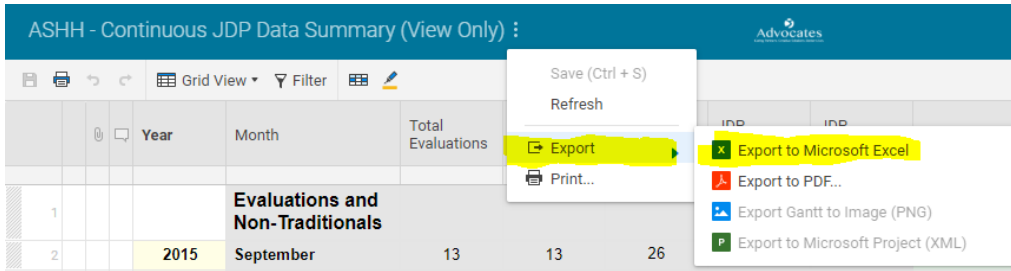 ASHH - Continuous JDP Data Summary (View Only)
Advocates
Grid View
Filter
Save (Ctrl + S)
Refresh
Export
Print...
Export to Microsoft Excel
Export to PDF...
Export Gantt to Image (PNG)
Export to Microsoft Project (XML)
Year
Month
Total
Evaluations
1
Evaluations and
Non-Traditionals
2
2015
September
13
13
26